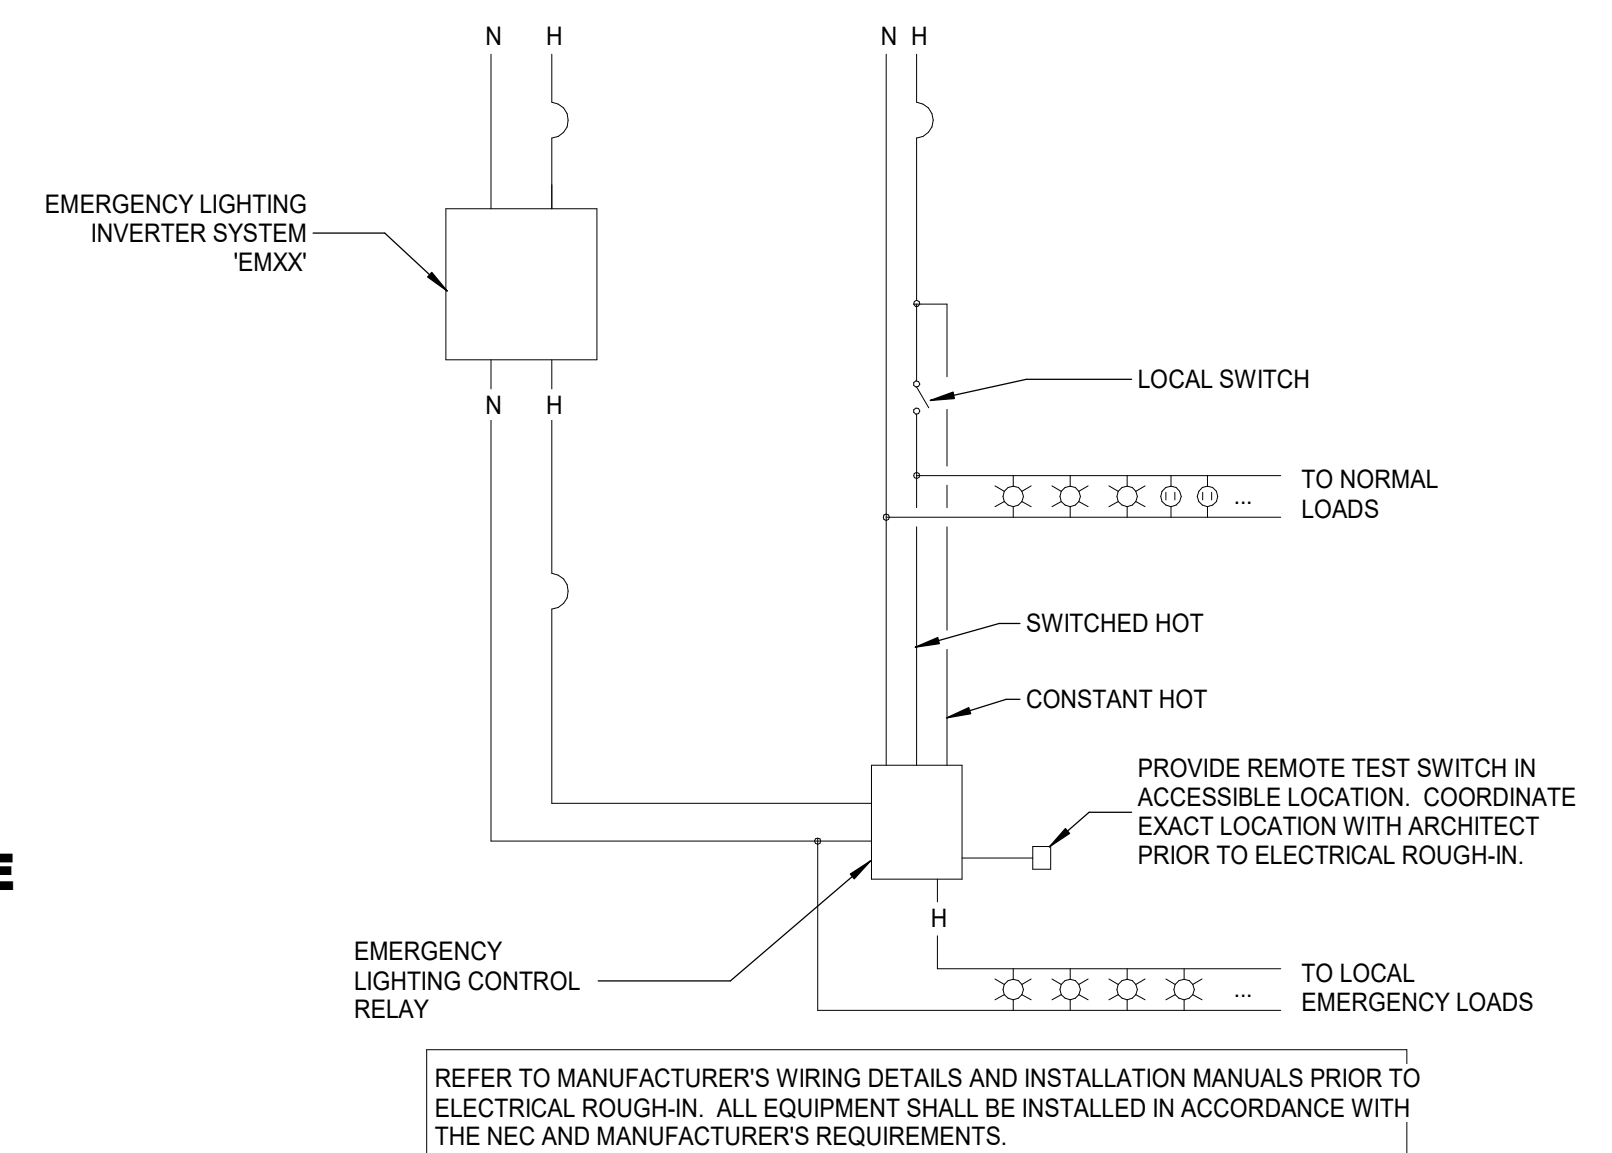 N H
N H
EMERGENCY LIGHTING
INVERTER SYSTEM
'EMXX'
N H
LOCAL SWITCH
TO NORMAL
LOADS
...
SWITCHED HOT
CONSTANT HOT
PROVIDE REMOTE TEST SWITCH IN
ACCESSIBLE LOCATION. COORDINATE
EXACT LOCATION WITH ARCHITECT
PRIOR TO ELECTRICAL ROUGH-IN.
H
EMERGENCY
LIGHTING CONTROL
RELAY
...
TO LOCAL
EMERGENCY LOADS
REFER TO MANUFACTURER'S WIRING DETAILS AND INSTALLATION MANUALS PRIOR TO
ELECTRICAL ROUGH-IN. ALL EQUIPMENT SHALL BE INSTALLED IN ACCORDANCE WITH
THE NEC AND MANUFACTURER'S REQUIREMENTS.